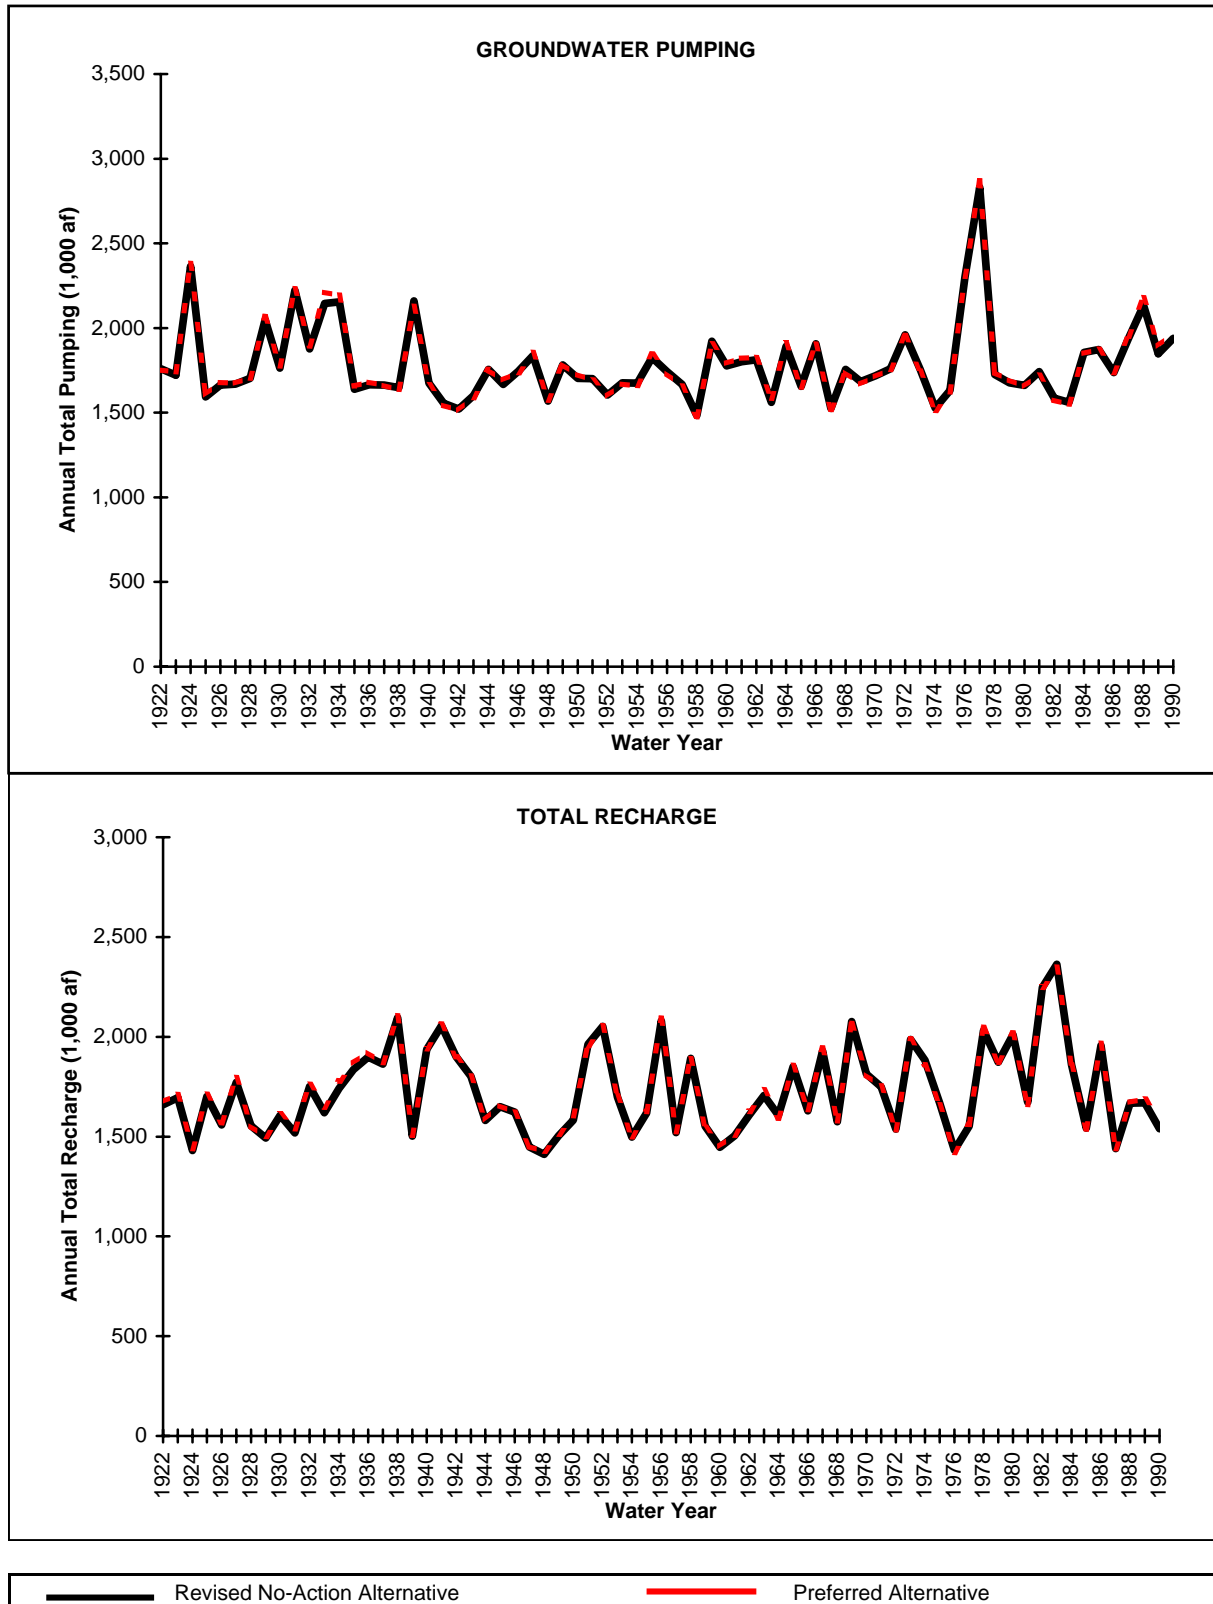 GROUNDWATER PUMPING
3,500
3,000
2,500
2,000
1,500
1,000
500
0
Annual Total Pumping (1,000 af)
1922 1924 1926 1928 1930 1932 1934 1936 1938 1940 1942 1944 1946 1948 1950 1952 1954 1956 1958 1960 1962 1964 1966 1968 1970 1972 1974 1976 1978 1980 1982 1984 1986 1988 1990
Water Year
TOTAL RECHARGE
3,000
2,500
2,000
1,500
1,000
500
0
Annual Total Recharge (1,000 af)
1922 1924 1926 1928 1930 1932 1934 1936 1938 1940 1942 1944 1946 1948 1950 1952 1954 1956 1958 1960 1962 1964 1966 1968 1970 1972 1974 1976 1978 1980 1982 1984 1986 1988 1990
Water Year
Revised No-Action Alternative Preferred Alternative